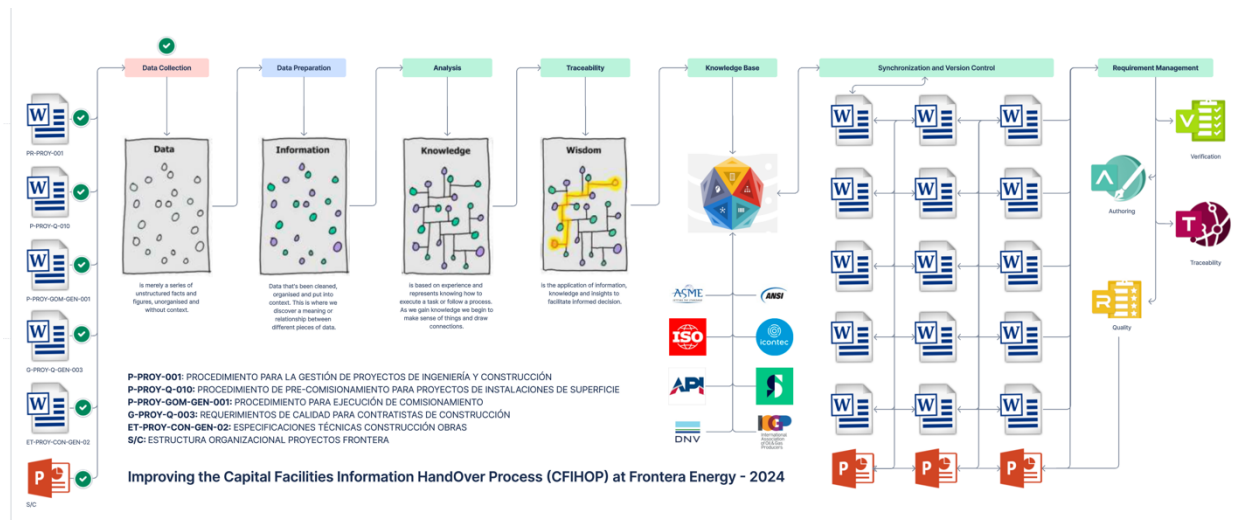 Data Collection
Data Preparation
Analysis
Traceability
Knowledge Base
Synchronization and Version Control
Requirement Management
PR-PROY-001
P-PROY-Q-010
P-PROY-GOM-GEN-001
G-PROY-Q-GEN-003
ET-PROY-CON-GEN-02
S/C
Data
is merely a series of
unstructured facts and
figures, unorganised and
without context.
Information
Data that's been cleaned,
organised and put into
context. This is where we
discover a meaning or
relationship between
different pieces of data.
Knowledge
is based on experience and
represents knowing how to
execute a task or follow a process.
As we gain knowledge we begin to
make sense of things and draw
connections.
Wisdom
is the application of information,
knowledge and insights to
facilitate informed decision.
ASME
ANSI
ISO
icontec
API
DNV
IOGP
International
Association
of Oil & Gas
Producers
Verification
Authoring
Traceability
Quality
P-PROY-001: PROCEDIMIENTO PARA LA GESTIÓN DE PROYECTOS DE INGENIERÍA Y CONSTRUCCIÓN
P-PROY-Q-010: PROCEDIMIENTO DE PRE-COMISIONAMIENTO PARA PROYECTOS DE INSTALACIONES DE SUPERFICIE
P-PROY-GOM-GEN-001: PROCEDIMIENTO PARA EJECUCIÓN DE COMISIONAMIENTO
G-PROY-Q-003: REQUERIMIENTOS DE CALIDAD PARA CONTRATISTAS DE CONSTRUCCIÓN
ET-PROY-CON-GEN-02: ESPECIFICACIONES TÉCNICAS CONSTRUCCIÓN OBRAS
S/C: ESTRUCTURA ORGANIZACIONAL PROYECTOS FRONTERA
Improving the Capital Facilities Information HandOver Process (CFIHOP) at Frontera Energy - 2024